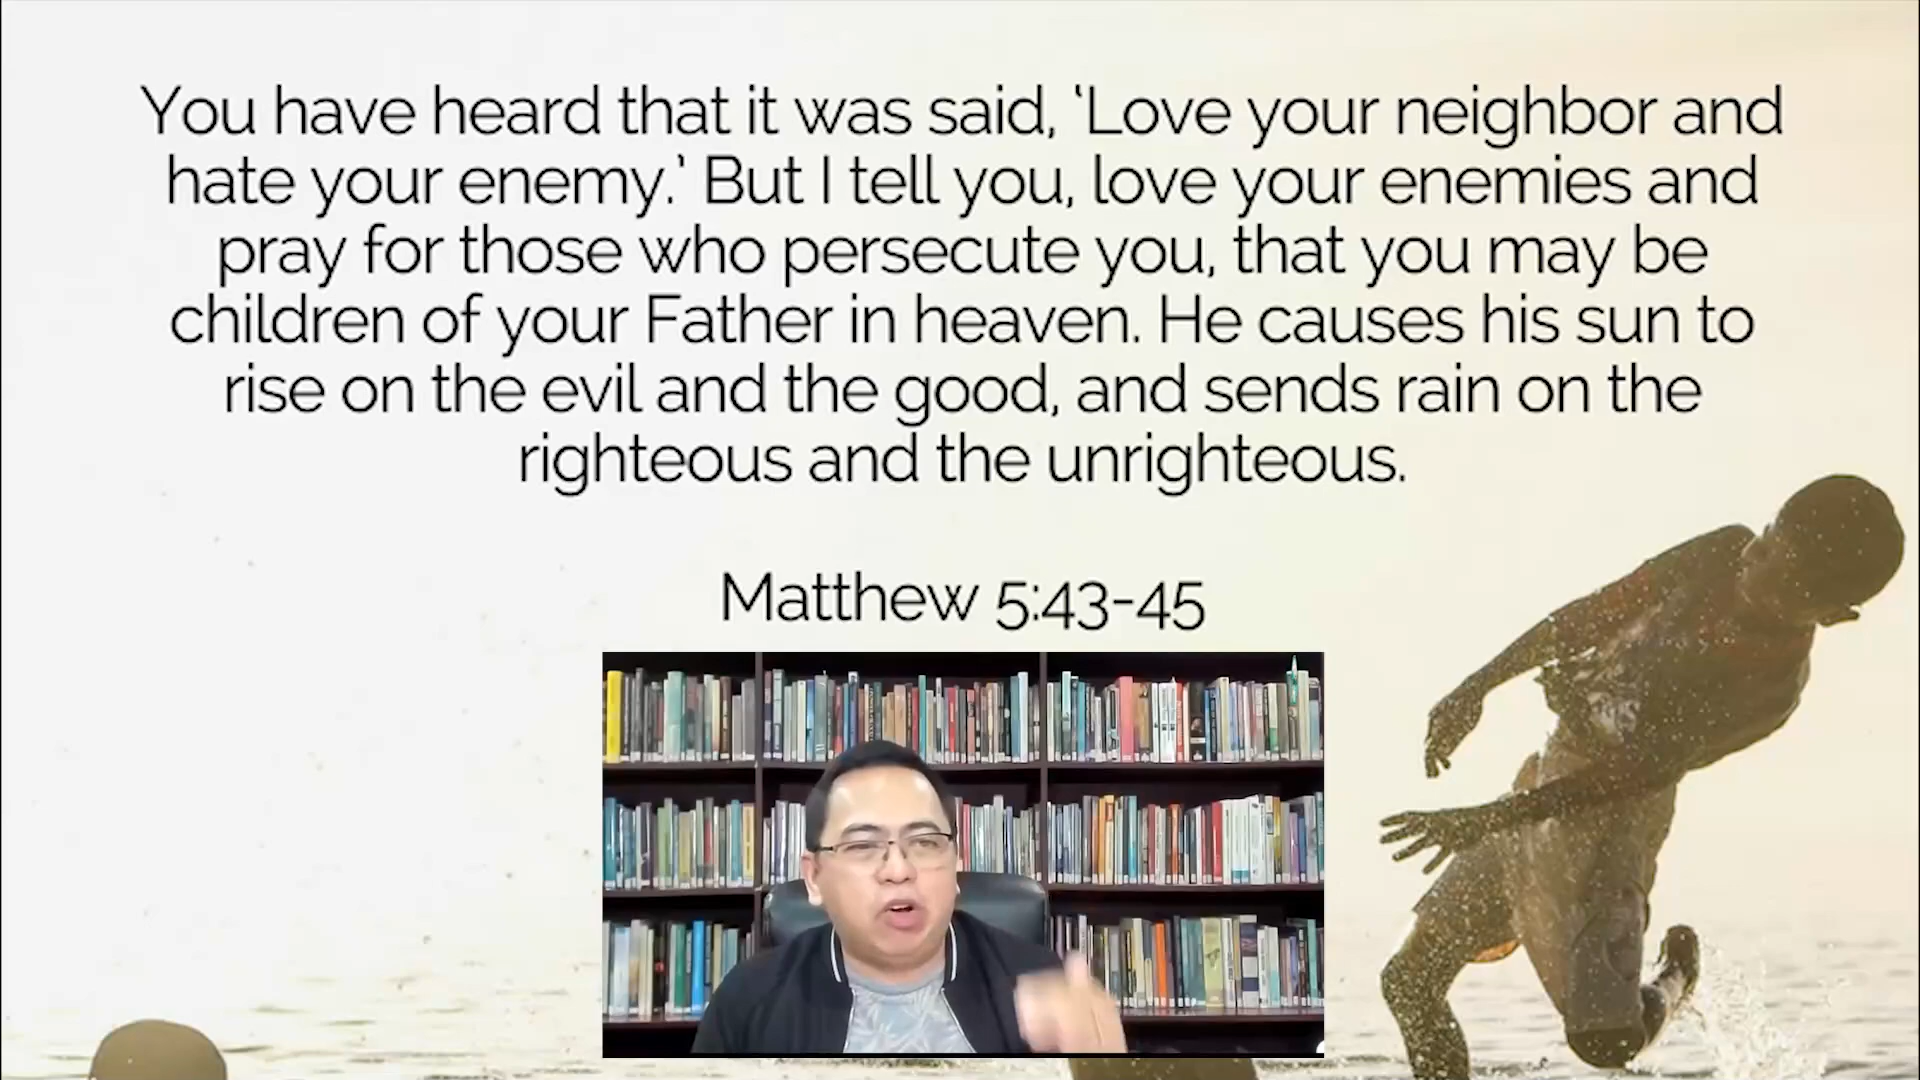 You have heard that it was said, ‘Love your neighbor and
hate your enemy.’ But I tell you, love your enemies and
pray for those who persecute you, that you may be
children of your Father in heaven. He causes his sun to
rise on the evil and the good, and sends rain on the
righteous and the unrighteous.
Matthew 5:43-45